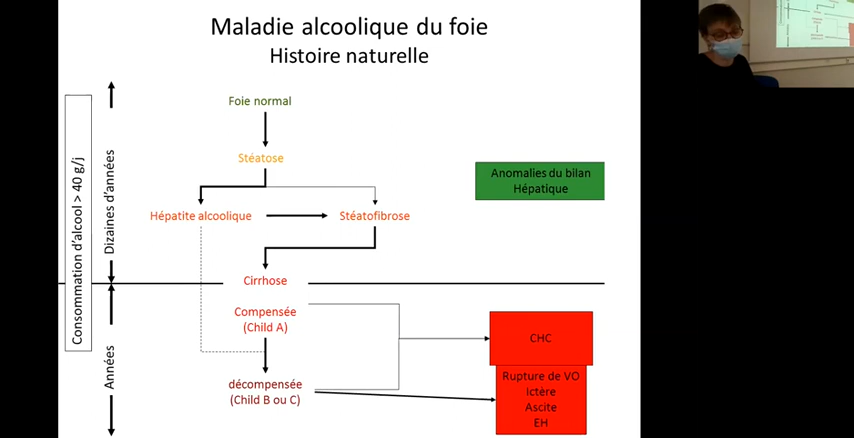 Maladie alcoolique du foie
Histoire naturelle
Consommation d'alcool > 40 g/j
Dizaines d'années
Années
Foie normal
Stéatose
Anomalies du bilan
Hépatique
Hépatite alcoolique
Stéatofibrose
Cirrhose
Compensée
(Child A)
CHC
décompensée
(Child B ou C)
Rupture de VO
Ictère
Ascite
EH